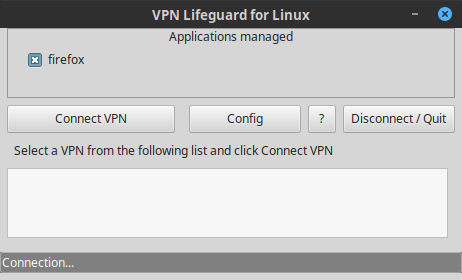 VPN Lifeguard for Linux
Applications managed
firefox
Connect VPN
Config
?
Disconnect / Quit
Select a VPN from the following list and click Connect VPN
Connection...